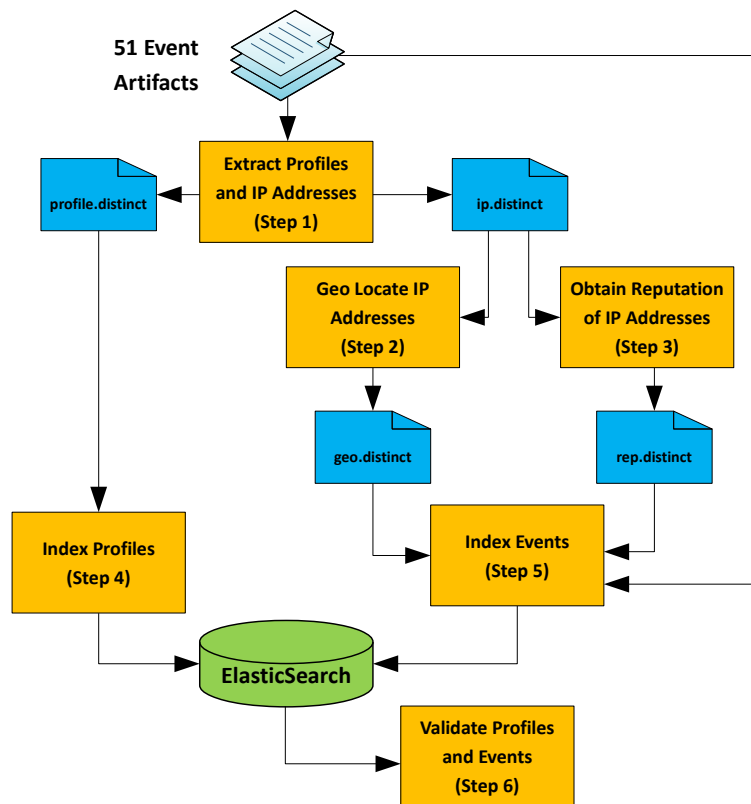 51 Event
Artifacts
Extract Profiles
and IP Addresses
(Step 1)
profile.distinct
ip.distinct
Geo Locate IP
Addresses
(Step 2)
Obtain Reputation
of IP Addresses
(Step 3)
geo.distinct
rep.distinct
Index Profiles
(Step 4)
Index Events
(Step 5)
ElasticSearch
Validate Profiles
and Events
(Step 6)